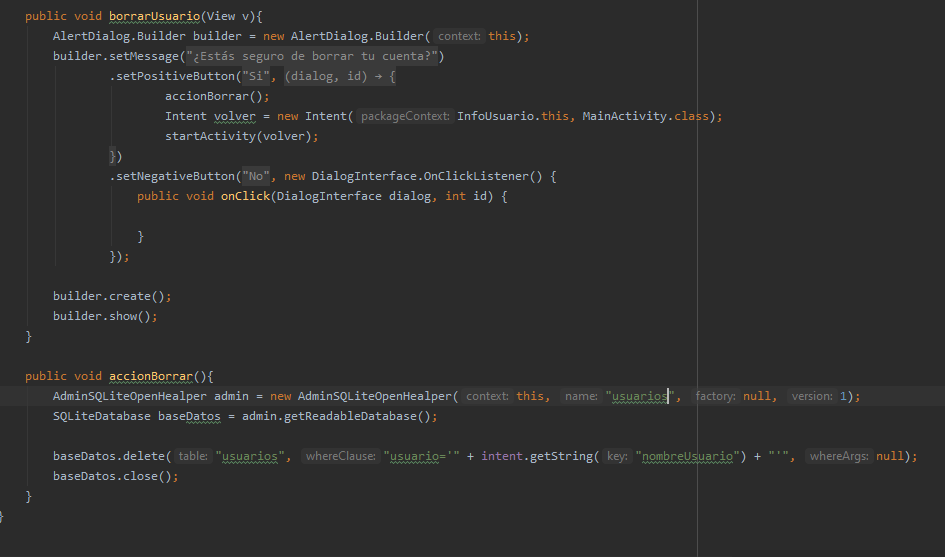 public void borrarUsuario(View v){
AlertDialog.Builder builder = new AlertDialog.Builder( context: this);
builder.setMessage("¿Estás seguro de borrar tu cuenta?")
.setPositiveButton("Si", (dialog, id) → {
accionBorrar();
Intent volver = new Intent( packageContext: InfoUsuario.this, MainActivity.class);
startActivity(volver);
})
.setNegativeButton("No", new DialogInterface.OnClickListener() {
public void onClick(DialogInterface dialog, int id) {
}
});
builder.create();
builder.show();
}
public void accionBorrar(){
AdminSQLiteOpenHealper admin = new AdminSQLiteOpenHealper( context: this, name: "usuarios", factory: null, version: 1);
SQLiteDatabase baseDatos = admin.getReadableDatabase();
baseDatos.delete( table: "usuarios", whereClause: "usuario='" + intent.getString( key: "nombreUsuario") + "'", whereArgs: null);
baseDatos.close();
}
}